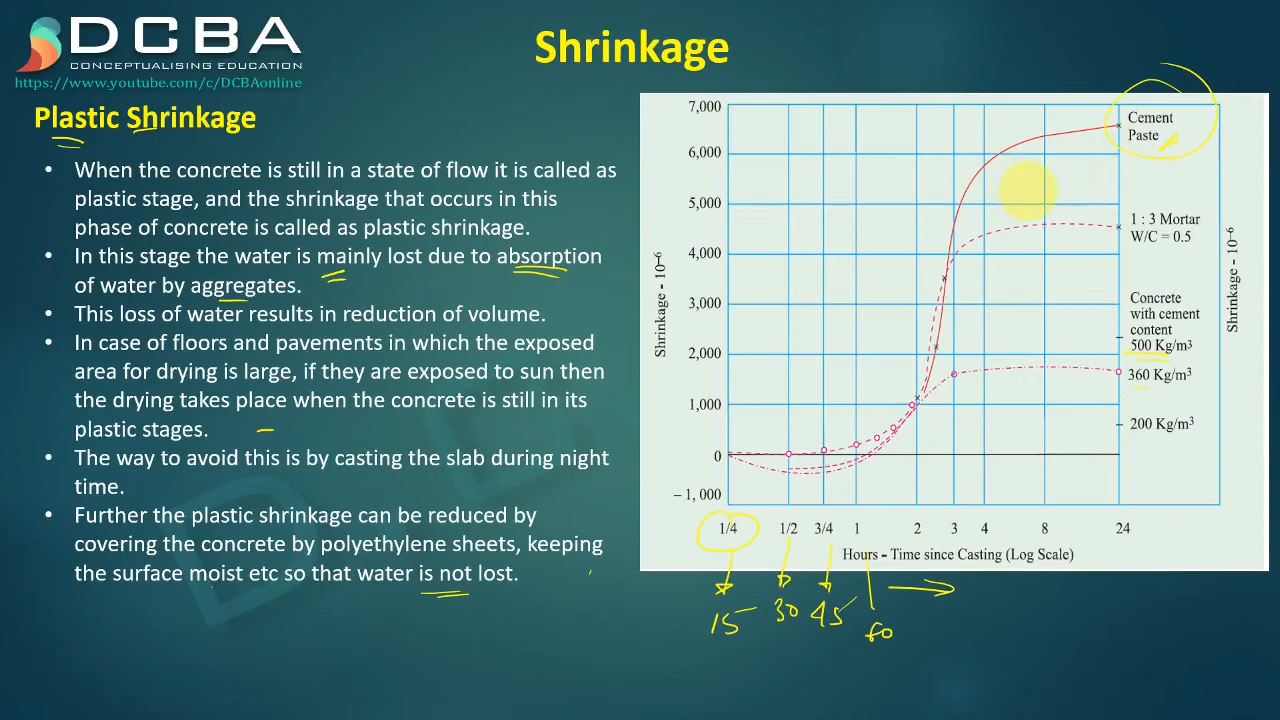 DCBA
CONCEPTUALISING EDUCATION
https://www.youtube.com/c/DCBAonline
Shrinkage
Plastic Shrinkage
• When the concrete is still in a state of flow it is called as
plastic stage, and the shrinkage that occurs in this
phase of concrete is called as plastic shrinkage.
• In this stage the water is mainly lost due to absorption
of water by aggregates.
• This loss of water results in reduction of volume.
• In case of floors and pavements in which the exposed
area for drying is large, if they are exposed to sun then
the drying takes place when the concrete is still in its
plastic stages.
• The way to avoid this is by casting the slab during night
time.
• Further the plastic shrinkage can be reduced by
covering the concrete by polyethylene sheets, keeping
the surface moist etc so that water is not lost.
7,000
6,000
5,000
4,000
3,000
2,000
1,000
0
– 1,000
Shrinkage - 10⁻⁶
Cement
Paste
1 : 3 Mortar
W/C = 0.5
Concrete
with cement
content
500 Kg/m³
360 Kg/m³
200 Kg/m³
Shrinkage - 10⁻⁶
1/4 1/2 3/4 1 2 3 4 8 24
Hours - Time since Casting (Log Scale)
15 30 45 60